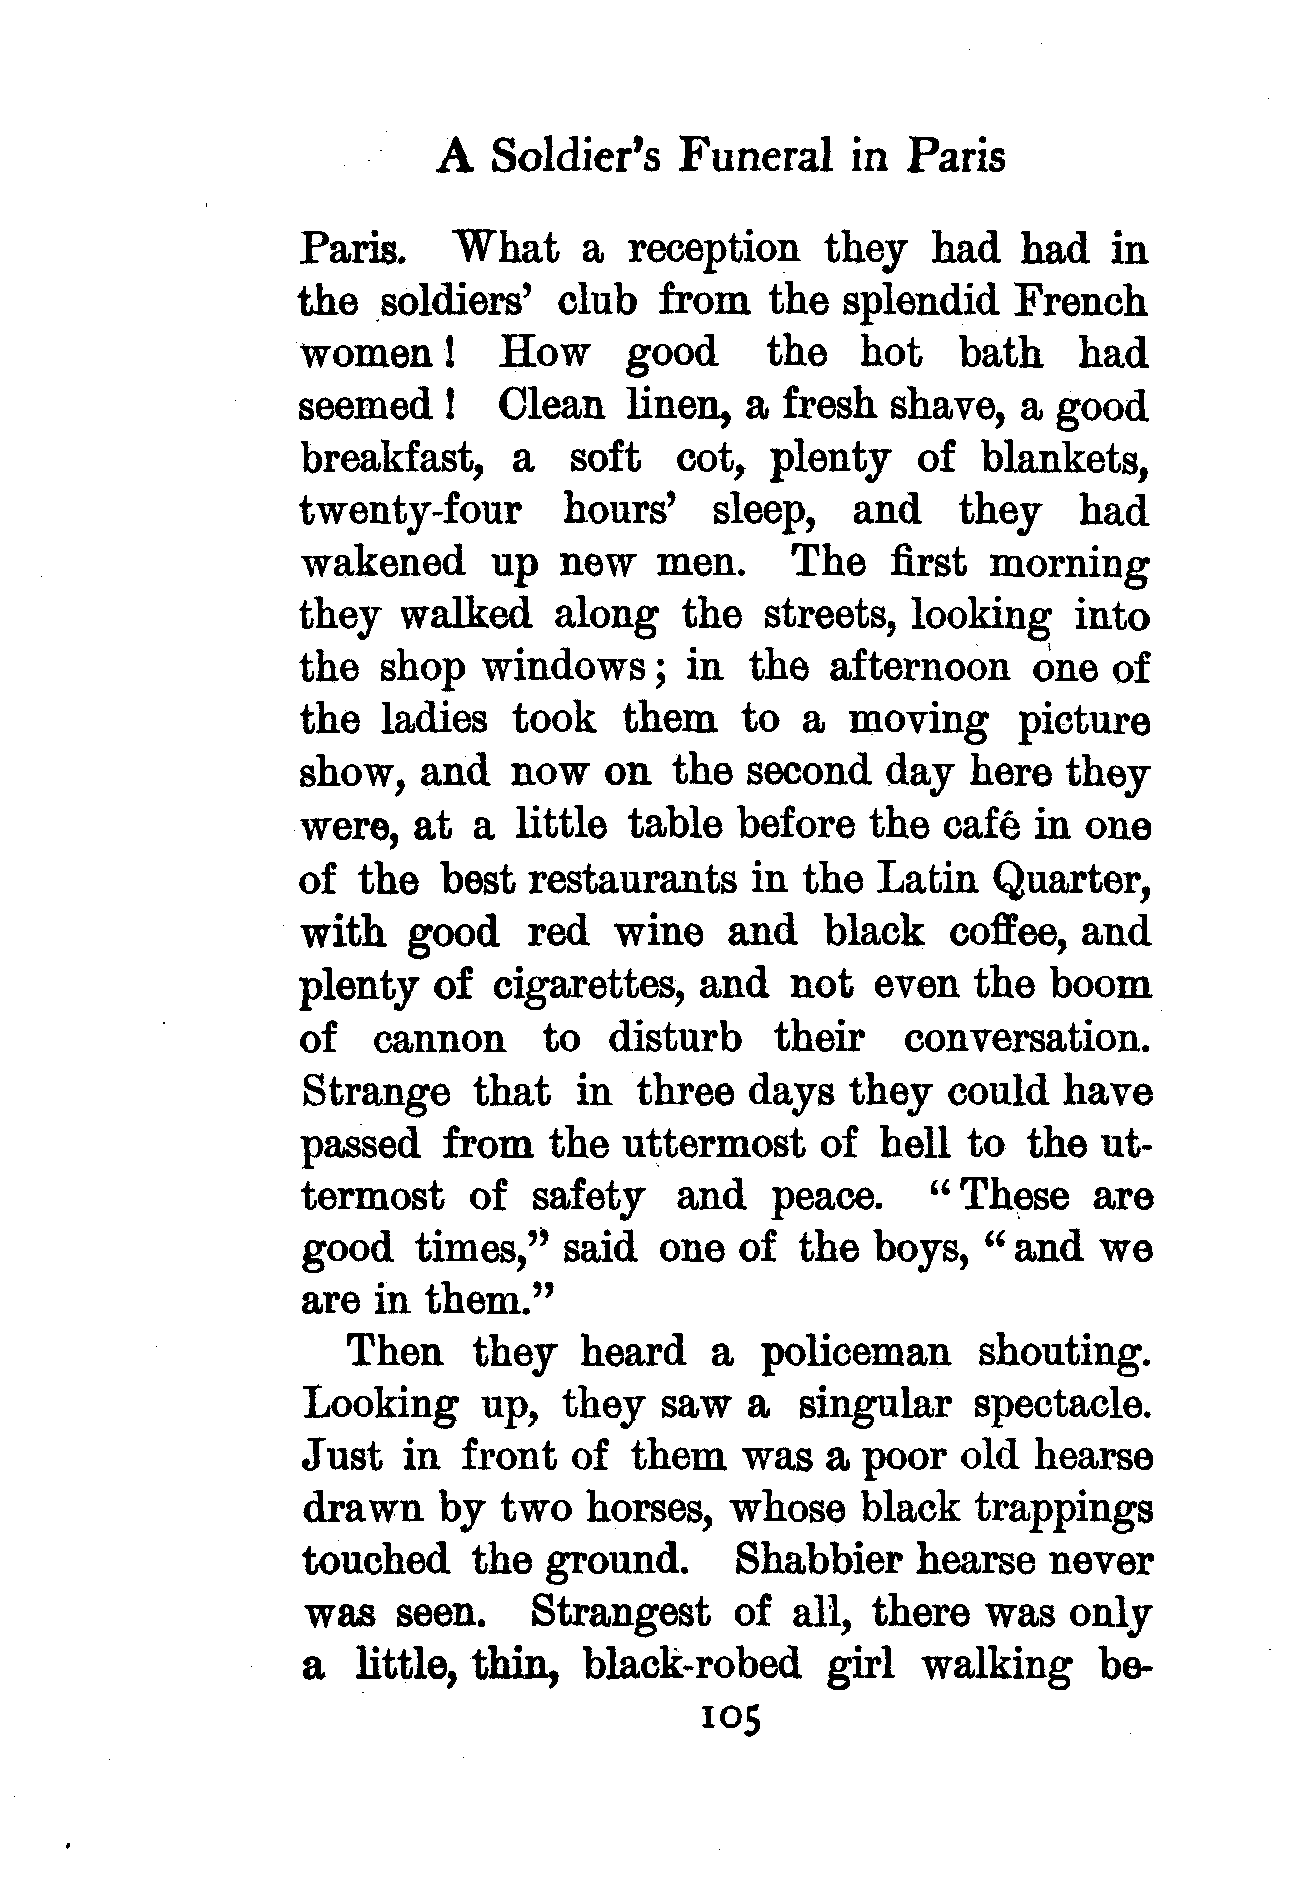 A Soldier's Funeral in Paris
Paris. What a reception they had had in
the soldiers' club from the splendid French
women! How good the hot bath had
seemed! Clean linen, a fresh shave, a good
breakfast, a soft cot, plenty of blankets,
twenty-four hours' sleep, and they had
wakened up new men. The first morning
they walked along the streets, looking into
the shop windows; in the afternoon one of
the ladies took them to a moving picture
show, and now on the second day here they
were, at a little table before the café in one
of the best restaurants in the Latin Quarter,
with good red wine and black coffee, and
plenty of cigarettes, and not even the boom
of cannon to disturb their conversation.
Strange that in three days they could have
passed from the uttermost of hell to the ut-
termost of safety and peace. "These are
good times," said one of the boys, "and we
are in them."
Then they heard a policeman shouting.
Looking up, they saw a singular spectacle.
Just in front of them was a poor old hearse
drawn by two horses, whose black trappings
touched the ground. Shabbier hearse never
was seen. Strangest of all, there was only
a little, thin, black-robed girl walking be-
105